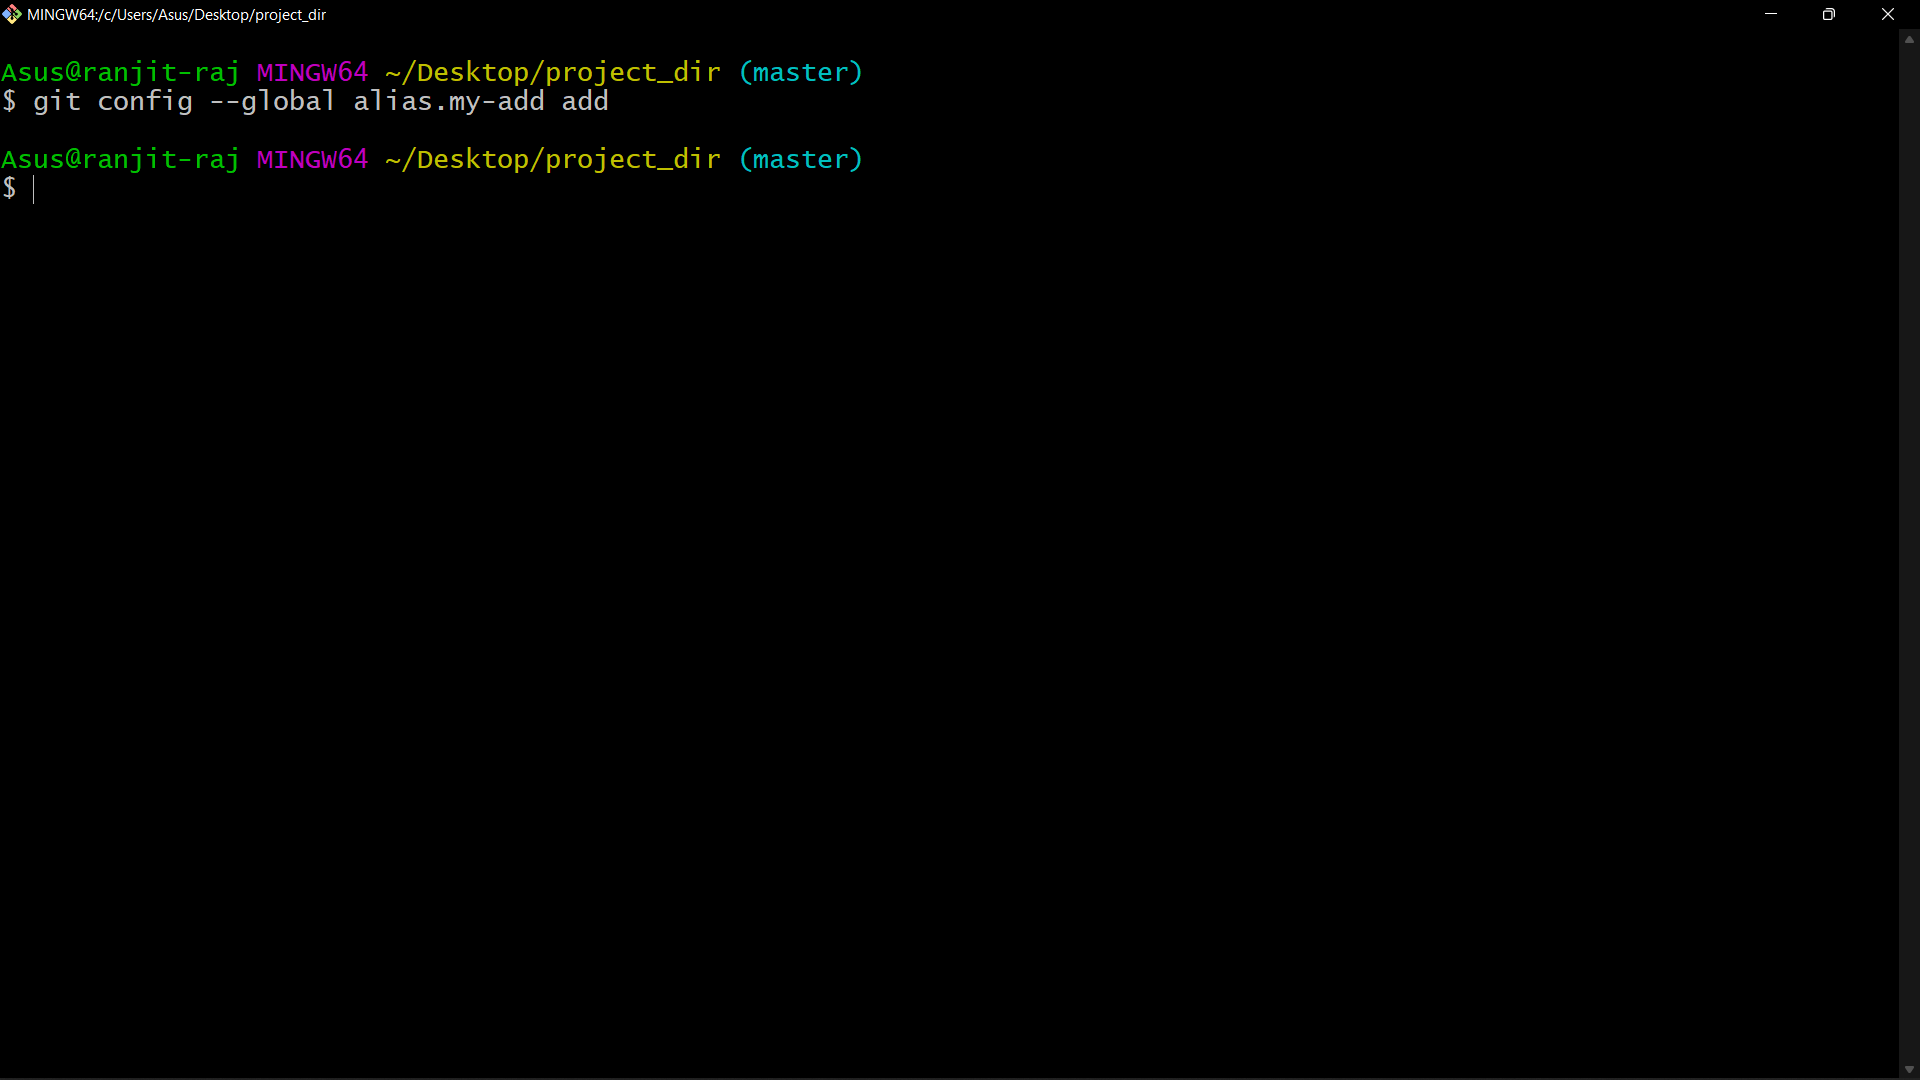 MINGW64:/c/Users/Asus/Desktop/project_dir
Asus@ranjit-raj MINGW64 ~/Desktop/project_dir (master)
$ git config --global alias.my-add add
Asus@ranjit-raj MINGW64 ~/Desktop/project_dir (master)
$